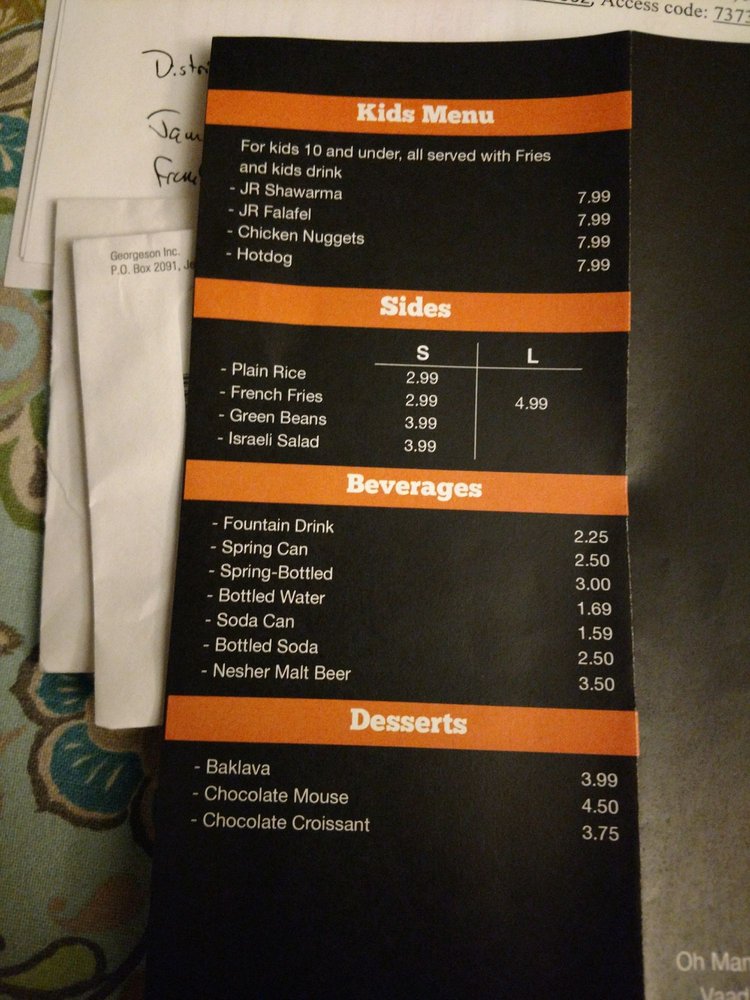 Access code: 7373
Kids Menu
For kids 10 and under, all served with Fries
and kids drink
- JR Shawarma 7.99
- JR Falafel 7.99
- Chicken Nuggets 7.99
- Hotdog 7.99
Georgeson Inc.
P.O. Box 2091,
Sides
S L
- Plain Rice 2.99
- French Fries 2.99 4.99
- Green Beans 3.99
- Israeli Salad 3.99
Beverages
- Fountain Drink 2.25
- Spring Can 2.50
- Spring-Bottled 3.00
- Bottled Water 1.69
- Soda Can 1.59
- Bottled Soda 2.50
- Nesher Malt Beer 3.50
Desserts
- Baklava 3.99
- Chocolate Mouse 4.50
- Chocolate Croissant 3.75
Oh Mar